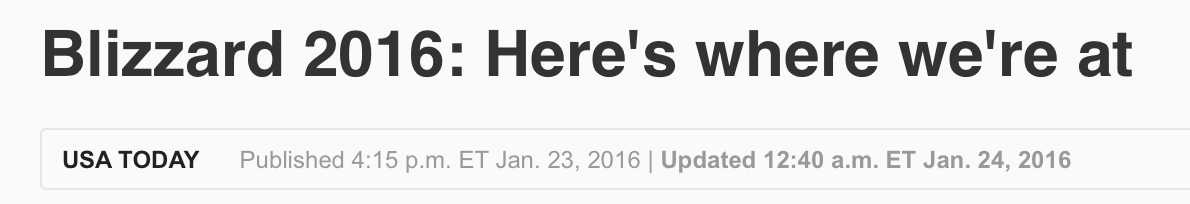 Blizzard 2016: Here's where we're at
USA TODAY Published 4:15 p.m. ET Jan. 23, 2016 | Updated 12:40 a.m. ET Jan. 24, 2016